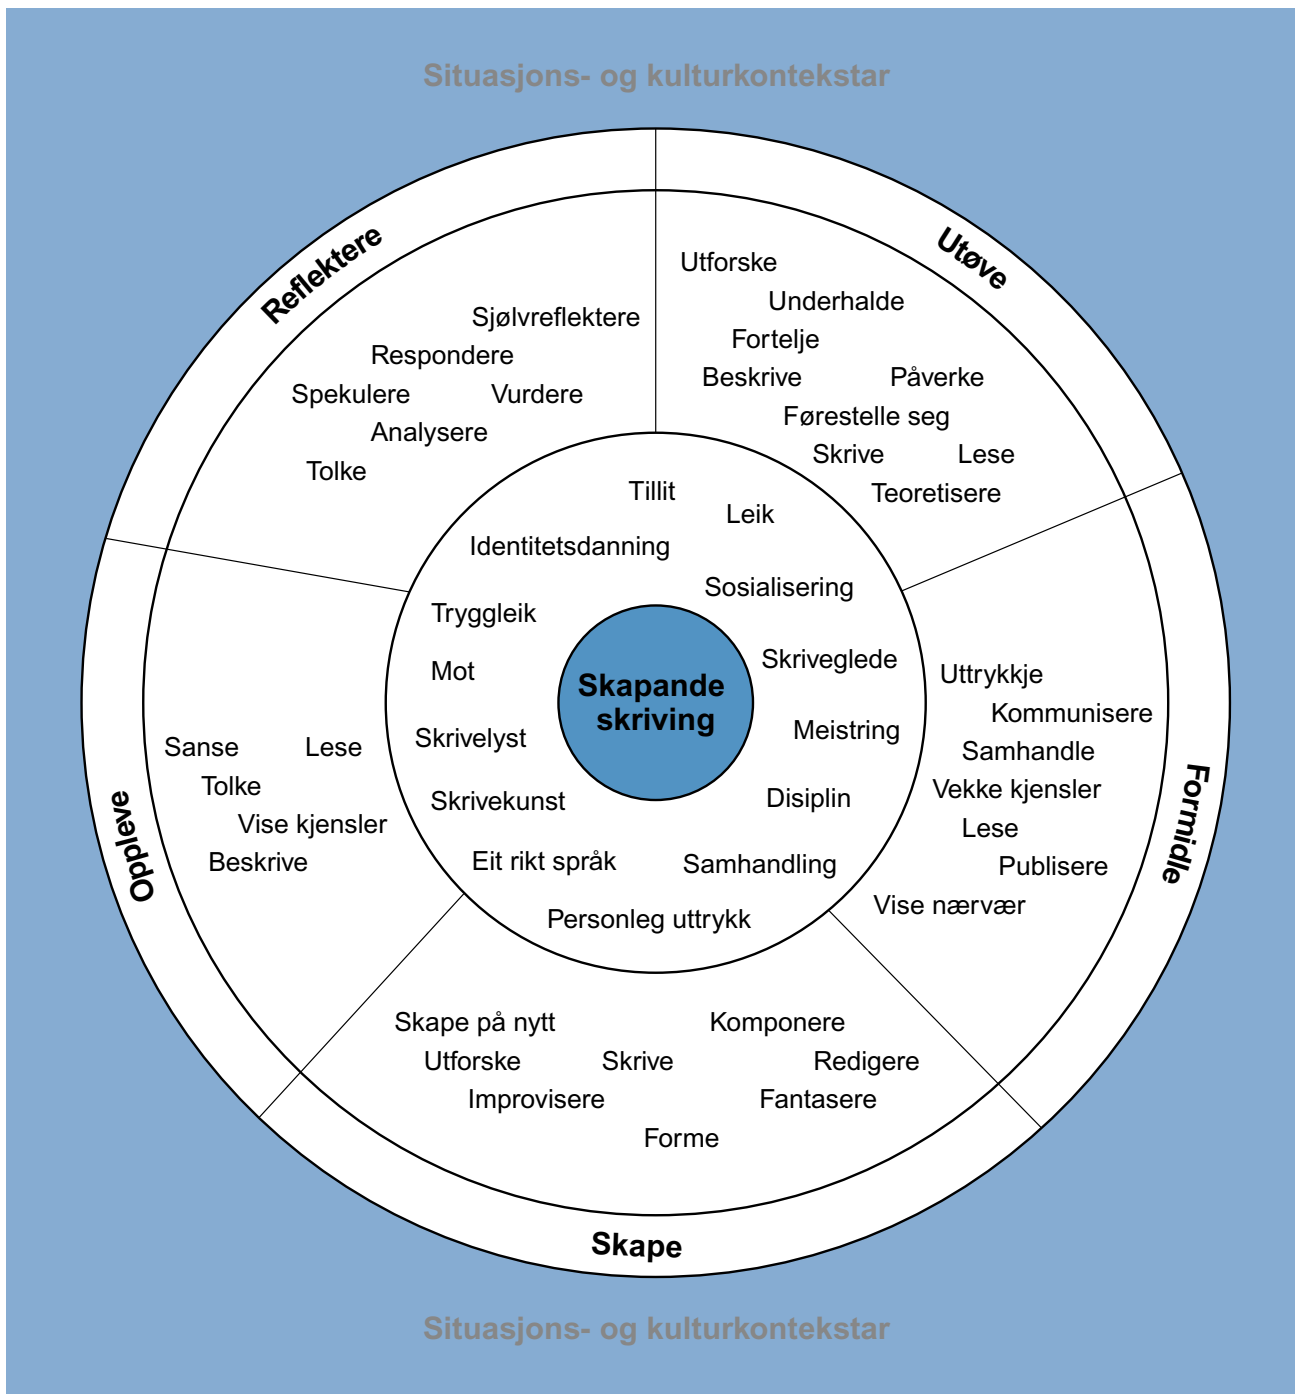 Situasjons- og kulturkontekstar
Reflektere
Sjølvreflektere
Respondere
Spekulere
Vurdere
Analysere
Tolke
Utøve
Utforske
Underhalde
Fortelje
Beskrive
Påverke
Førestelle seg
Skrive
Lese
Teoretisere
Formidle
Uttrykkje
Kommunisere
Samhandle
Vekke kjensler
Lese
Publisere
Vise nærvær
Skape
Skape på nytt
Komponere
Utforske
Skrive
Redigere
Improvisere
Fantasere
Forme
Oppleve
Sanse
Lese
Tolke
Vise kjensler
Beskrive
Tillit
Leik
Identitetsdanning
Sosialisering
Tryggleik
Skriveglede
Mot
Meistring
Skrivelyst
Disiplin
Skrivekunst
Eit rikt språk
Samhandling
Personleg uttrykk
Skapande
skriving
Situasjons- og kulturkontekstar